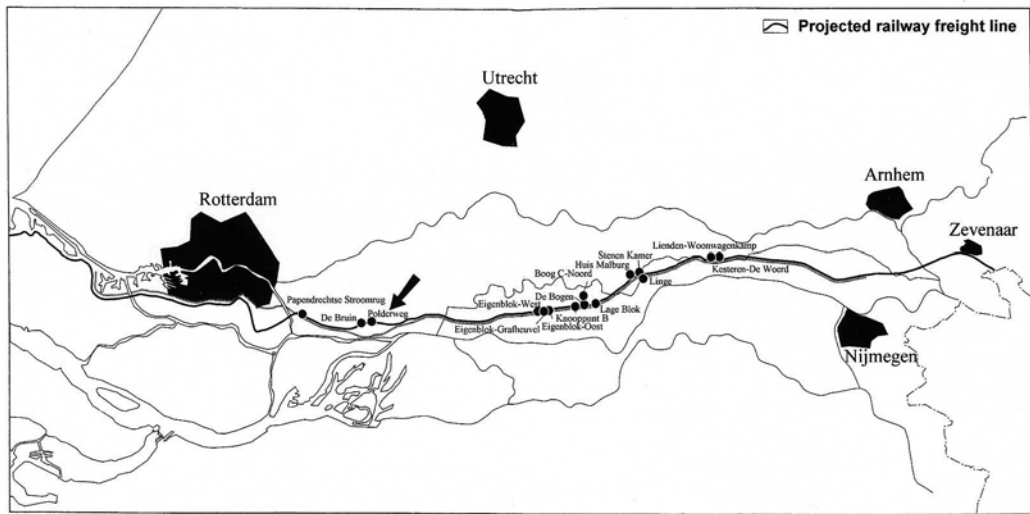 Projected railway freight line
Utrecht
Arnhem
Rotterdam
Zevenaar
Lienden-Woonwagenkamp
Stenen Kamer
Huis Malburg
Kesteren-De Woerd
Boog C-Noord
Linge
De Bogen
Papendrechtse Stroomrug
Eigenblok-West
Lage Blok
Polderweg
De Bruin
Knooppunt B
Eigenblok-Grafheuvel
Eigenblok-Oost
Nijmegen